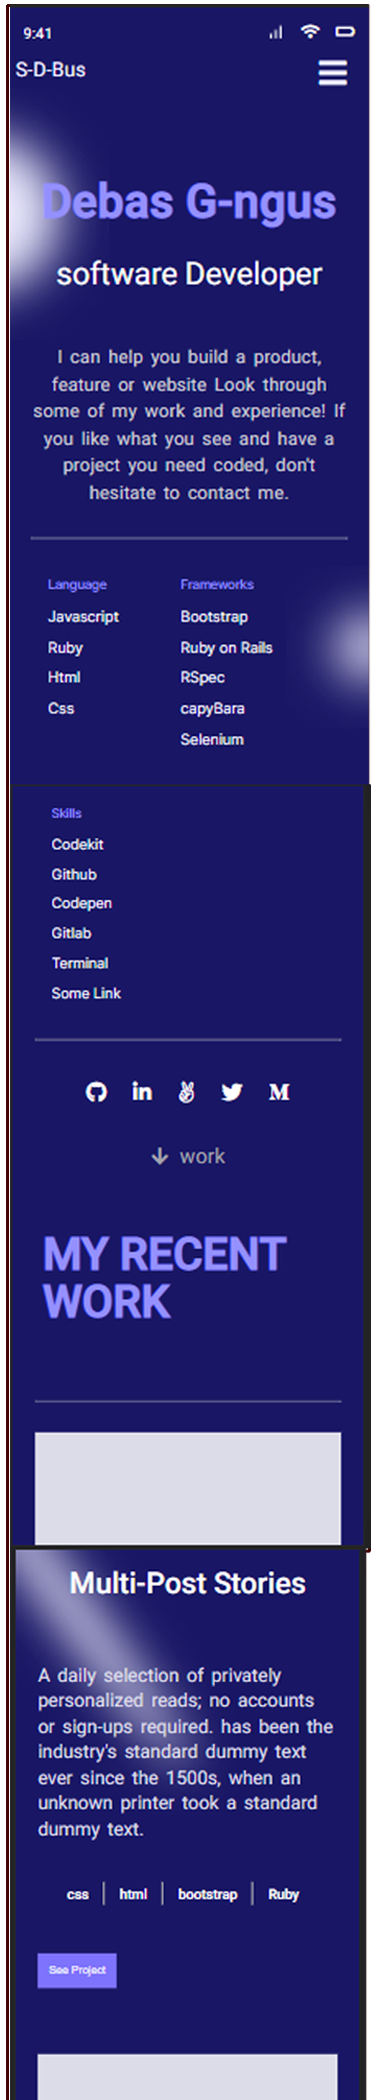 9:41
S-D-Bus
Debas G-ngus
software Developer
I can help you build a product,
feature or website Look through
some of my work and experience! If
you like what you see and have a
project you need coded, don't
hesitate to contact me.
Language
Javascript
Ruby
Html
Css
Frameworks
Bootstrap
Ruby on Rails
RSpec
capyBara
Selenium
Skills
Codekit
Github
Codepen
Gitlab
Terminal
Some Link
work
MY RECENT
WORK
Multi-Post Stories
A daily selection of privately
personalized reads; no accounts
or sign-ups required. has been the
industry's standard dummy text
ever since the 1500s, when an
unknown printer took a standard
dummy text.
css | html | bootstrap | Ruby
See Project